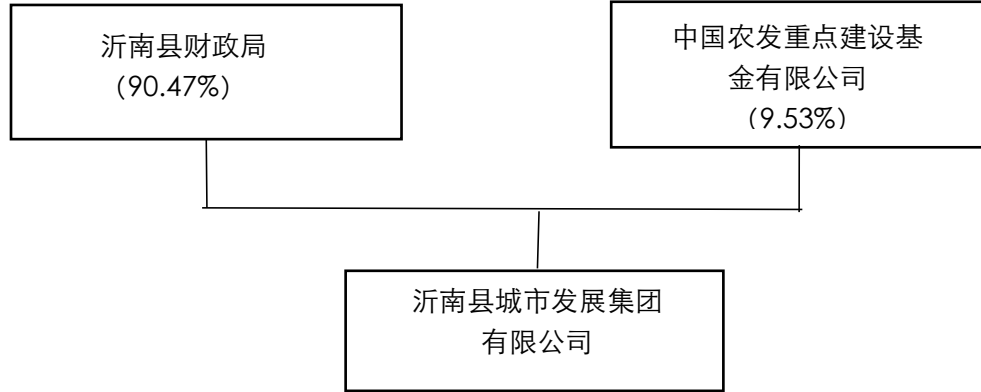 沂南县财政局
(90.47%)
中国农发重点建设基
金有限公司
(9.53%)
沂南县城市发展集团
有限公司